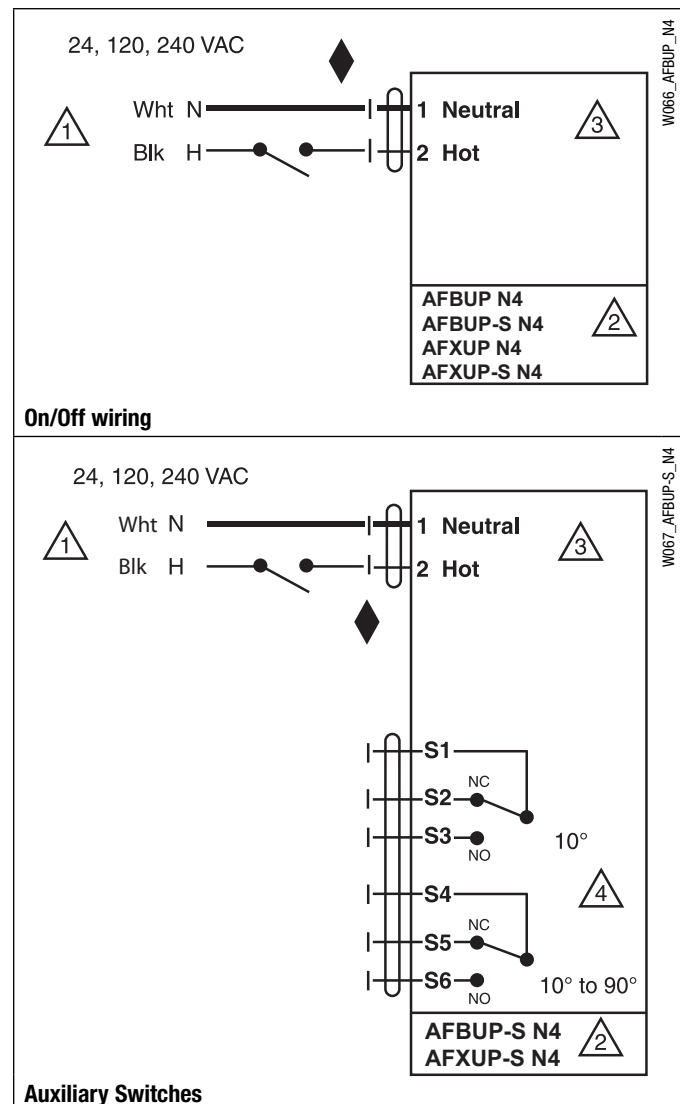 24, 120, 240 VAC
W066_AFBUP_N4
1
Wht N
1 Neutral
3
Blk H
2 Hot
AFBUP N4
AFBUP-S N4
AFXUP N4
AFXUP-S N4
2
On/Off wiring
24, 120, 240 VAC
W067_AFBUP-S_N4
1
Wht N
1 Neutral
3
Blk H
2 Hot
S1
S2
NC
S3
NO
10°
S4
4
S5
NC
S6
NO
10° to 90°
AFBUP-S N4
AFXUP-S N4
2
Auxiliary Switches